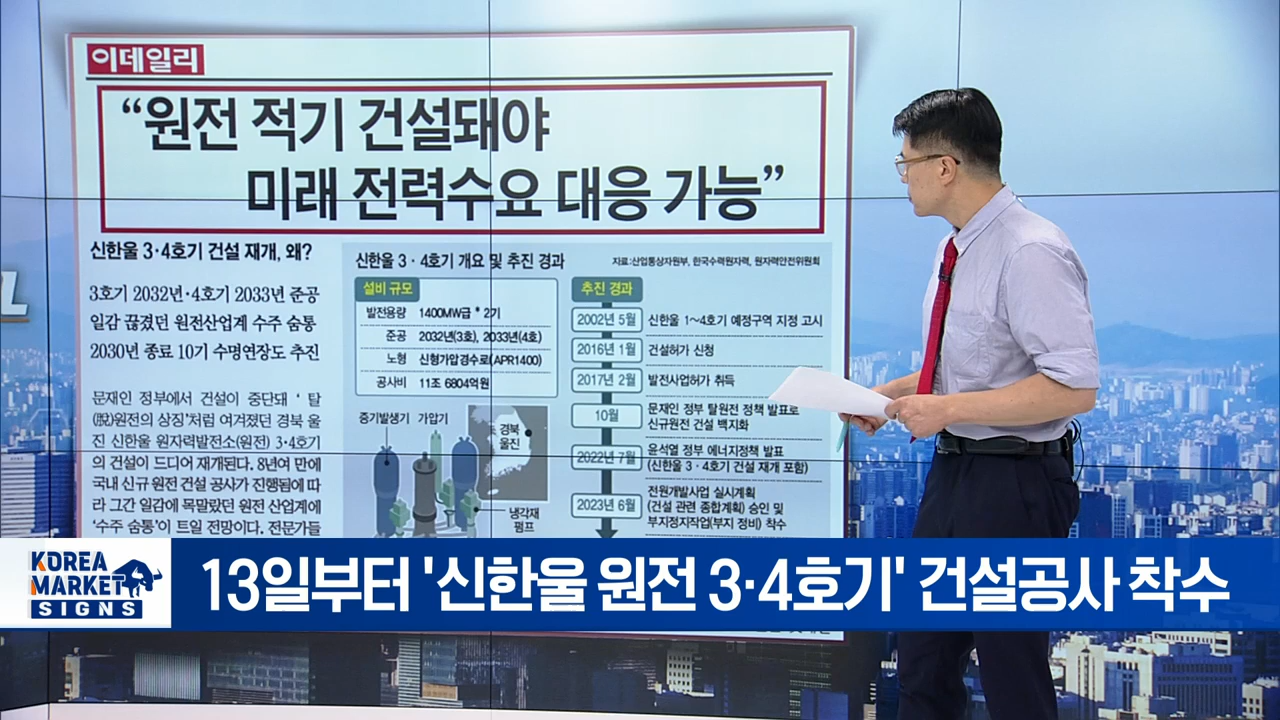 이데일리
“원전 적기 건설돼야
미래 전력수요 대응 가능”
신한울 3·4호기 건설 재개, 왜?
3호기 2032년·4호기 2033년 준공
일감 끊겼던 원전산업계 수주 숨통
2030년 종료 10기 수명연장도 추진
문재인 정부에서 건설이 중단돼 ‘탈
(脫)원전의 상징’처럼 여겨졌던 경북 울
진 신한울 원자력발전소(원전) 3·4호기
의 건설이 드디어 재개된다. 8년여 만에
국내 신규 원전 건설 공사가 진행됨에 따
라 그간 일감에 목말랐던 원전 산업계에
‘수주 숨통’이 트일 전망이다. 전문가들
신한울 3·4호기 개요 및 추진 경과
자료:산업통상자원부, 한국수력원자력, 원자력안전위원회
설비 규모
발전용량 1400MW급 * 2기
준공 2032년(3호), 2033년(4호)
노형 신형가압경수로(APR1400)
공사비 11조 6804억원
증기발생기 가압기
경북
울진
냉각재
펌프
추진 경과
2002년 5월 신한울 1~4호기 예정구역 지정 고시
2016년 1월 건설허가 신청
2017년 2월 발전사업허가 취득
10월 문재인 정부 탈원전 정책 발표로
신규원전 건설 백지화
2022년 7월 윤석열 정부 에너지정책 발표
(신한울 3·4호기 건설 재개 포함)
2023년 6월 전원개발사업 실시계획
(건설 관련 종합계획) 승인 및
부지정지작업(부지 정비) 착수
KOREA
MARKET
SIGNS
13일부터 '신한울 원전 3·4호기' 건설공사 착수